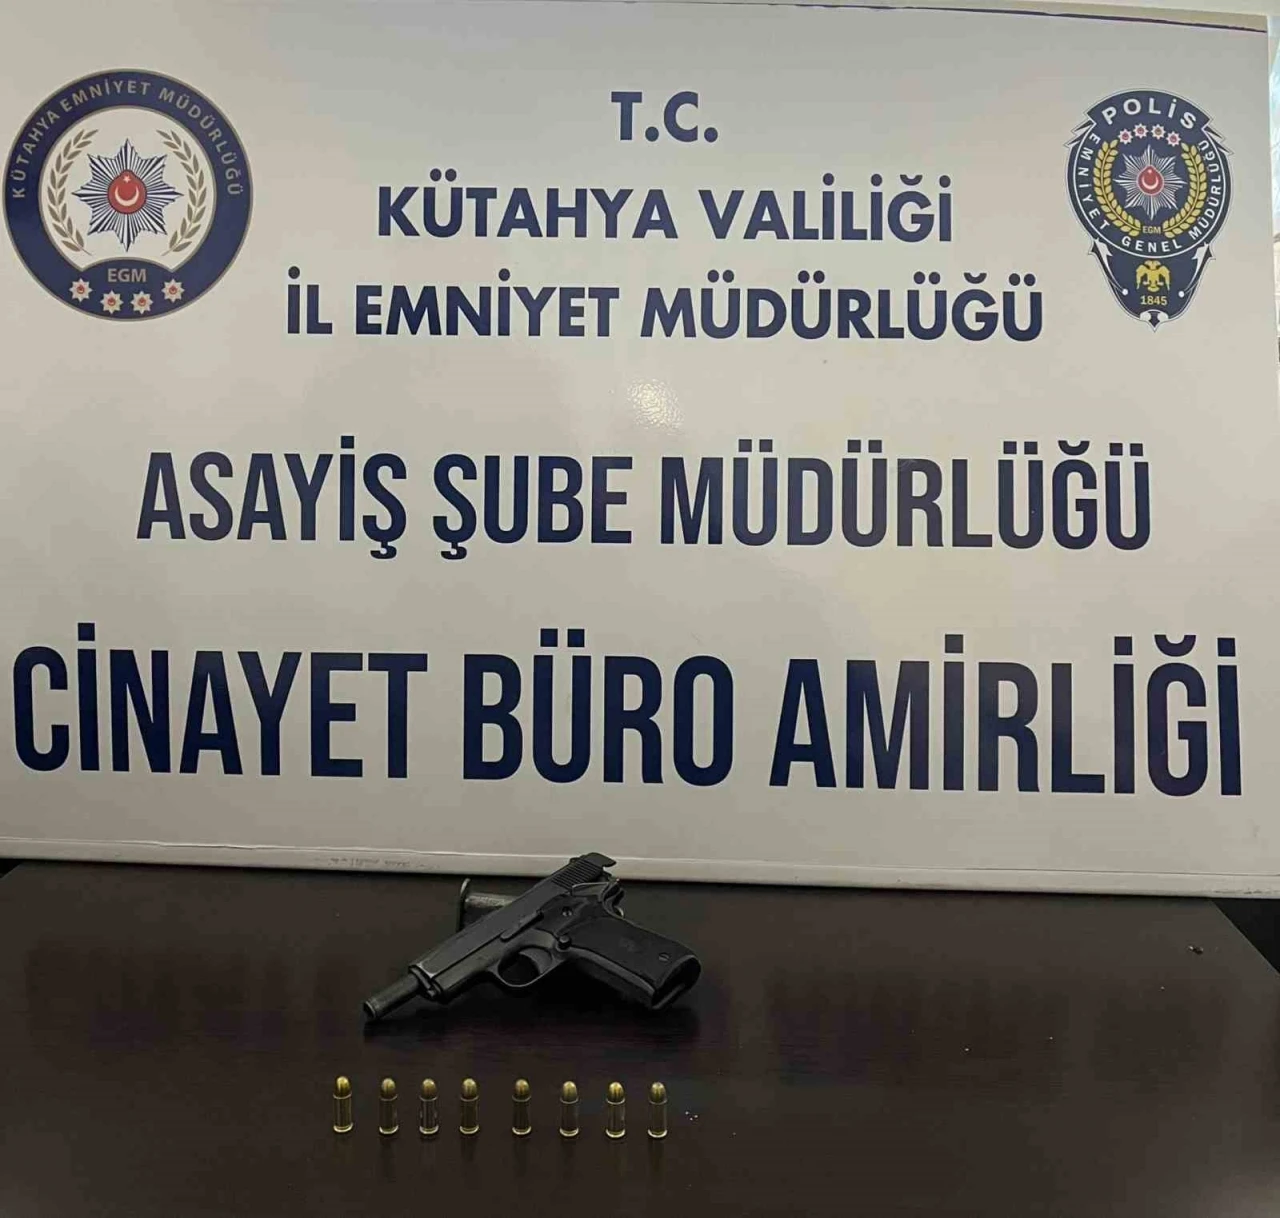 KÜTAHYA EMNİYET MÜDÜRLÜĞÜ
EGM
T.C.
KÜTAHYA VALİLİĞİ
İL EMNİYET MÜDÜRLÜĞÜ
POLİS
EMNİYET GENEL MÜDÜRLÜĞÜ
EGM
1845
ASAYİŞ ŞUBE MÜDÜRLÜĞÜ
CİNAYET BÜRO AMİRLİĞİ